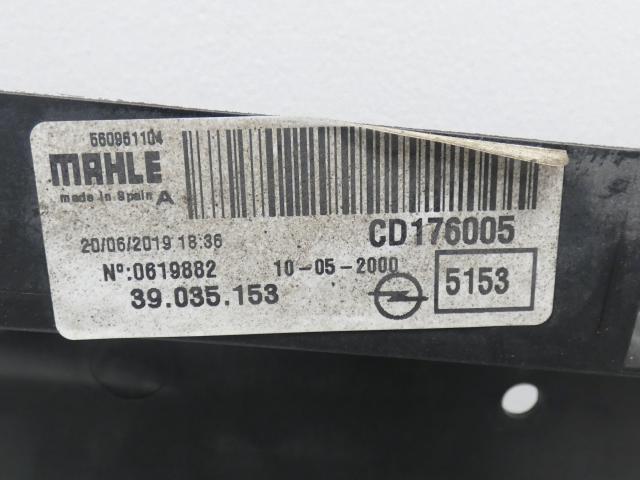 560961104
MAHLE
made in Spain A
CD176005
20/06/2019 18:36
Nº:0619882 10-05-2000
39.035.153
5153